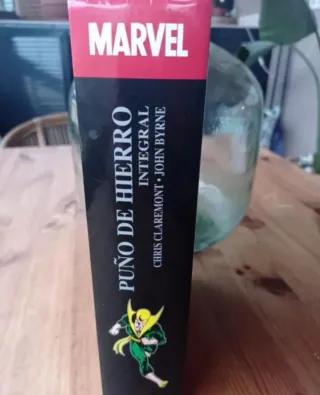 MARVEL
PUÑO DE HIERRO
INTEGRAL
CHRIS CLAREMONT • JOHN BYRNE